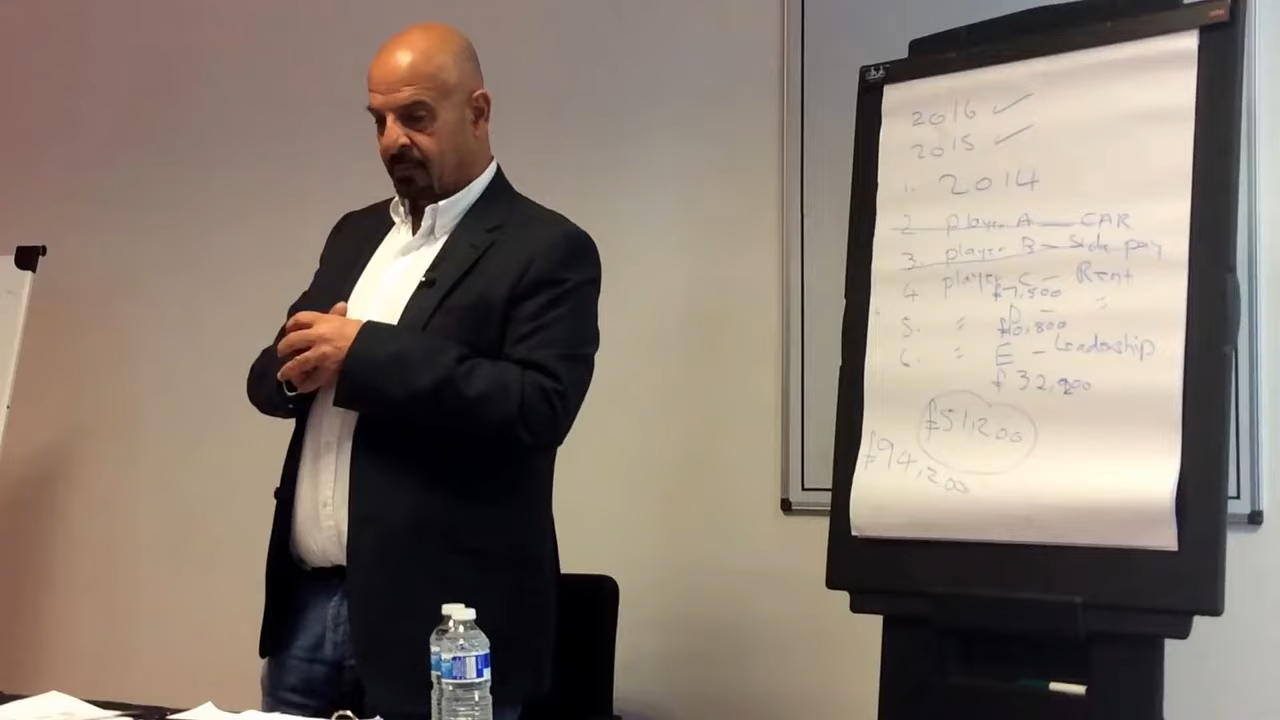 2016 ✓
2015 ✓
1. 2014
2 player A — CAR
3. player B — Side pay
4 player C — Rent
£7,500
5. " D — "
£10,800
6. " E — Leadership
£32,900
£51,200
£94,200